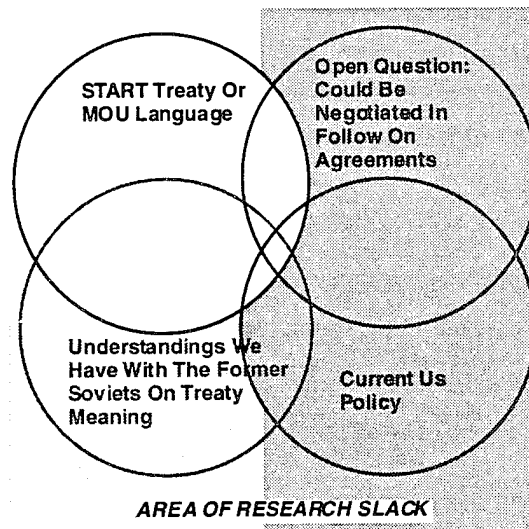 START Treaty Or
MOU Language
Open Question:
Could Be
Negotiated In
Follow On
Agreements
Understandings We
Have With The Former
Soviets On Treaty
Meaning
Current Us
Policy
AREA OF RESEARCH SLACK